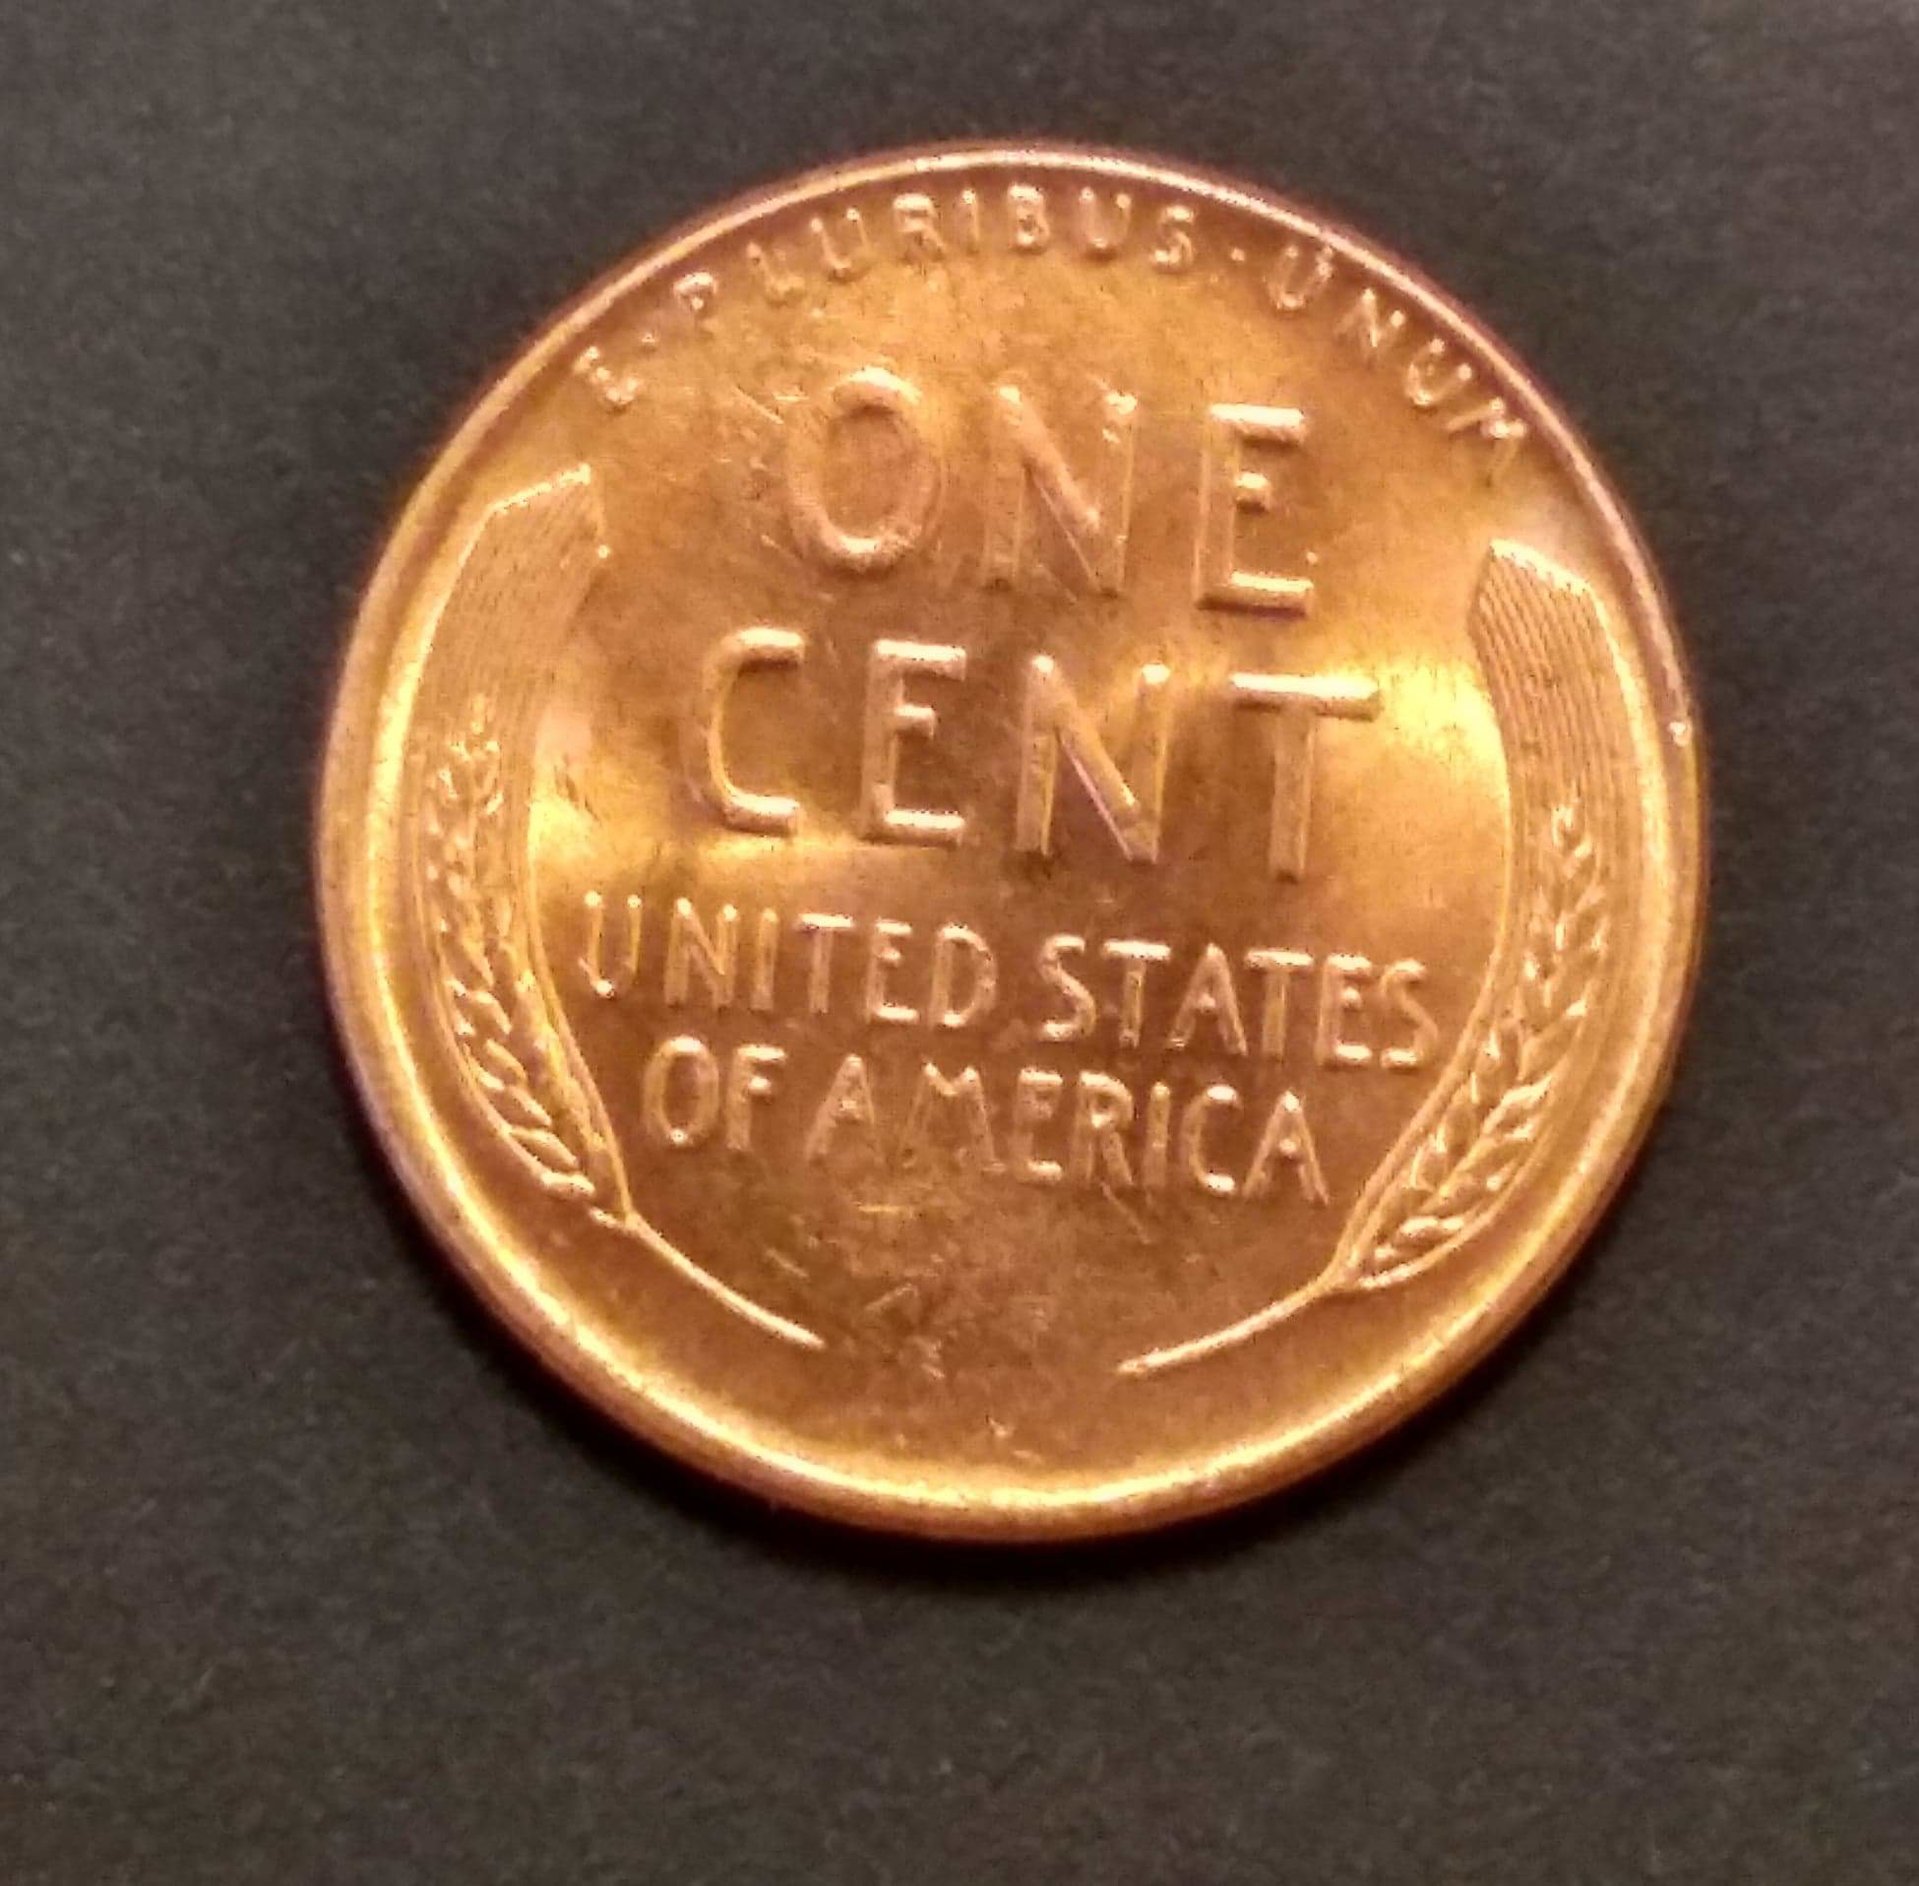 E·PLURIBUS·UNUM
ONE
CENT
UNITED STATES
OF AMERICA